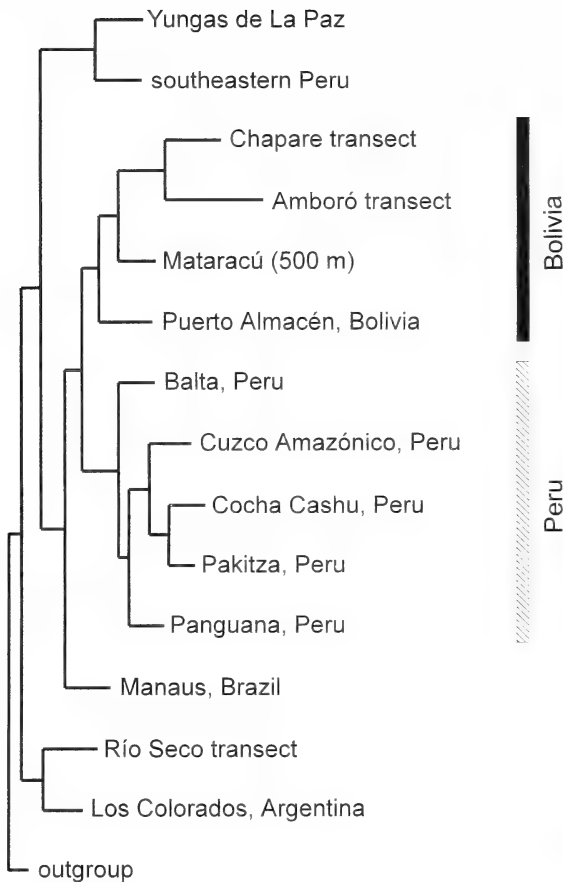 Yungas de La Paz
southeastern Peru
Chapare transect
Amboró transect
Mataracú (500 m)
Puerto Almacén, Bolivia
Balta, Peru
Cuzco Amazónico, Peru
Cocha Cashu, Peru
Pakitza, Peru
Panguana, Peru
Manaus, Brazil
Río Seco transect
Los Colorados, Argentina
outgroup
Bolivia
Peru